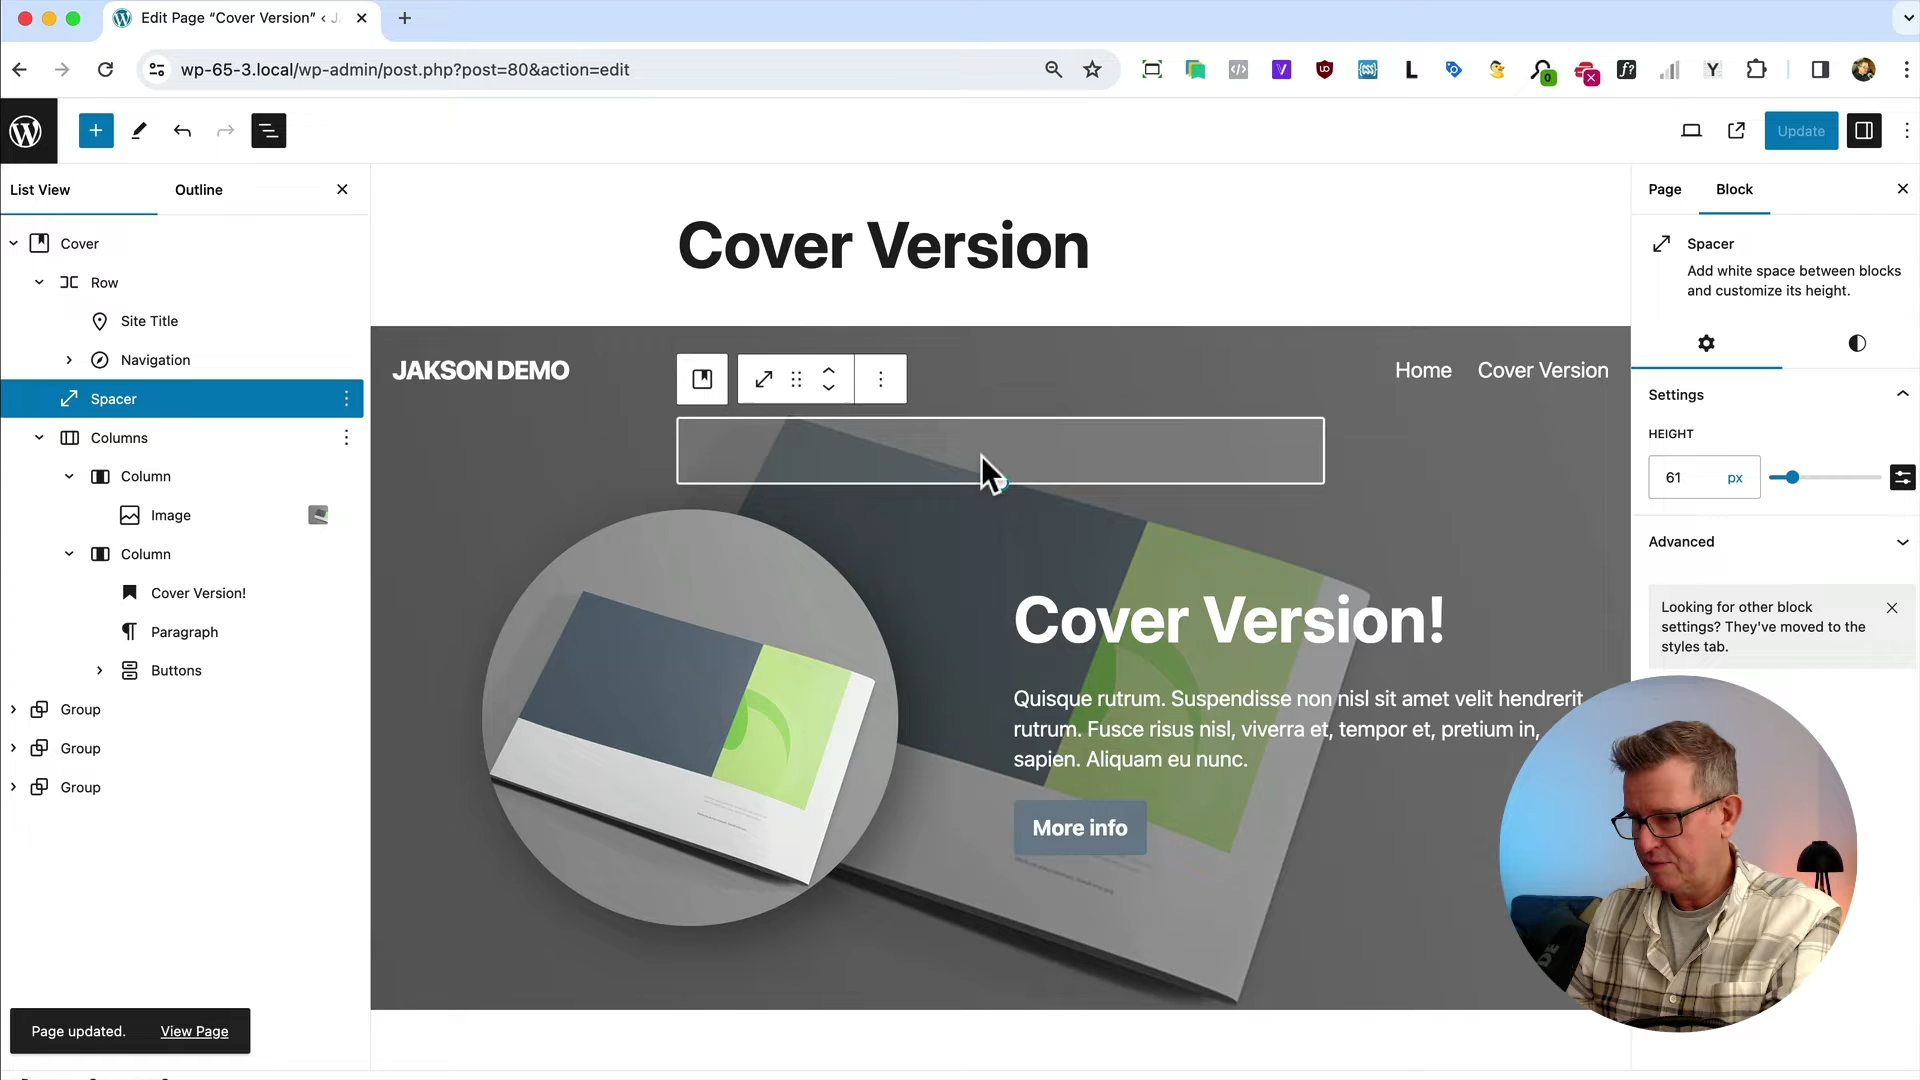 Edit Page “Cover Version” ‹ J
wp-65-3.local/wp-admin/post.php?post=80&action=edit
Update
List View
Outline
Cover
Row
Site Title
Navigation
Spacer
Columns
Column
Image
Column
Cover Version!
Paragraph
Buttons
Group
Group
Group
Page updated.
View Page
Cover Version
JAKSON DEMO
Home
Cover Version
Cover Version!
Quisque rutrum. Suspendisse non nisl sit amet velit hendrerit
rutrum. Fusce risus nisl, viverra et, tempor et, pretium in,
sapien. Aliquam eu nunc.
More info
Page
Block
Spacer
Add white space between blocks
and customize its height.
Settings
HEIGHT
61
px
Advanced
Looking for other block
settings? They've moved to the
styles tab.